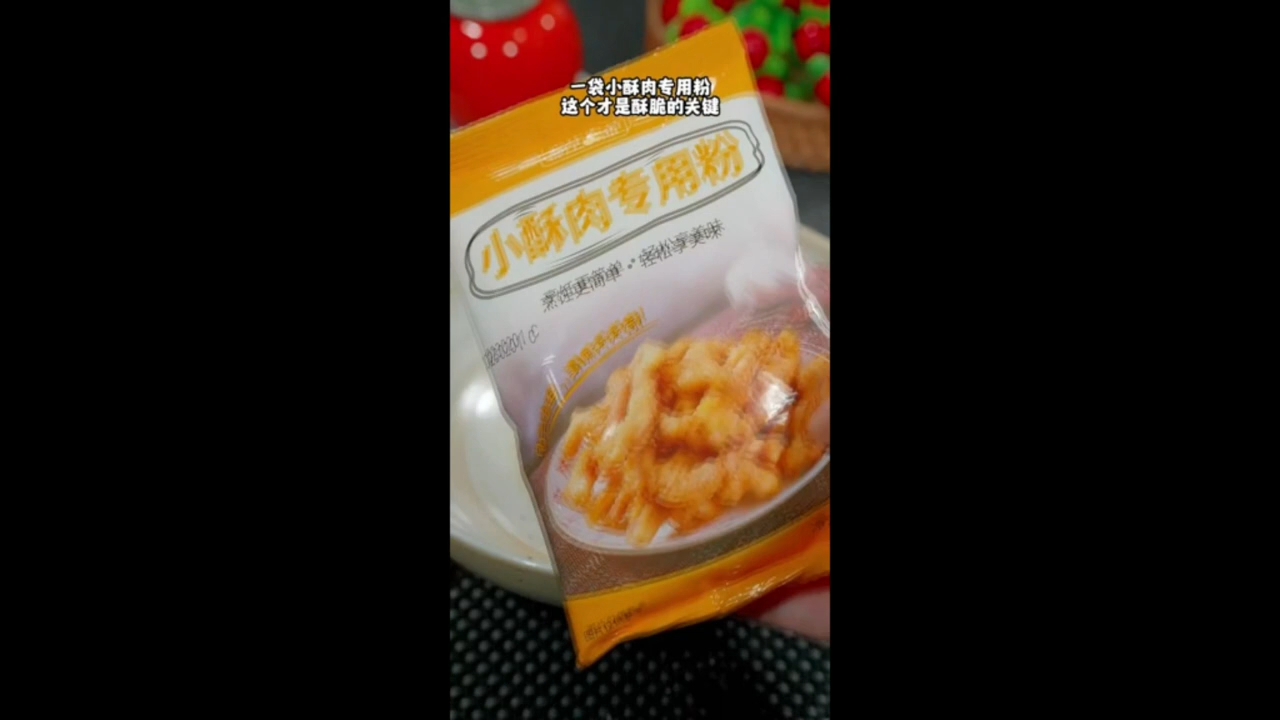 一袋小酥肉专用粉
这个才是酥脆的关键
小酥肉专用粉
烹饪更简单·轻松享美味